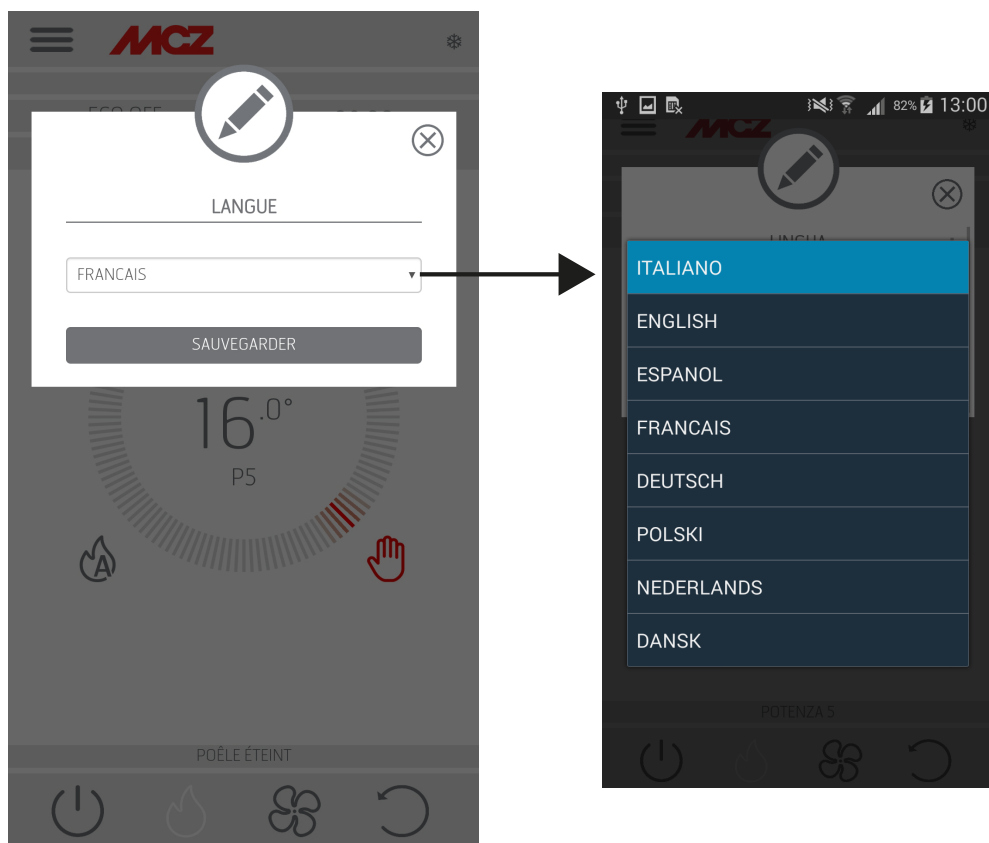 MCZ
LANGUE
FRANCAIS
SAUVEGARDER
16.0°
P5
A
POÊLE ÉTEINT
82% 13:00
MCZ
LINGUA
ITALIANO
ENGLISH
ESPANOL
FRANCAIS
DEUTSCH
POLSKI
NEDERLANDS
DANSK
POTENZA 5